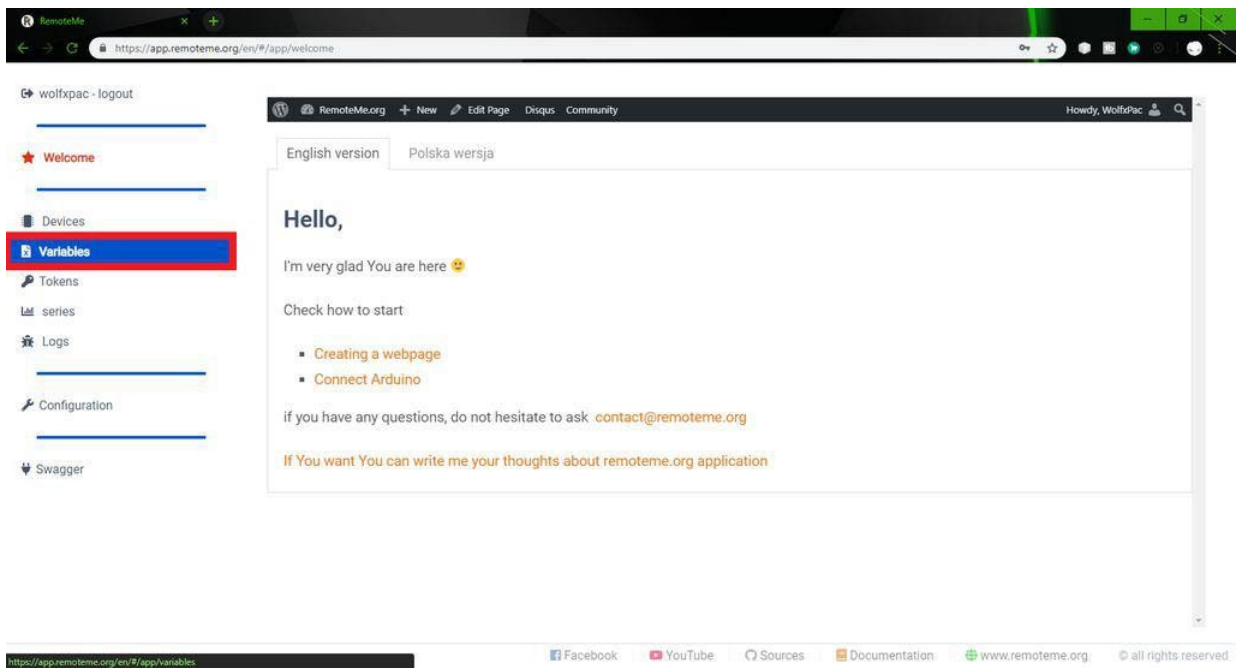 RemoteMe
https://app.remoteme.org/en/#/app/welcome
wolfxpac - logout
RemoteMe.org New Edit Page Disqus Community Howdy, WolfxPac
Welcome
English version Polska wersja
Devices
Variables
Tokens
series
Logs
Configuration
Swagger
Hello,
I'm very glad You are here
Check how to start
Creating a webpage
Connect Arduino
if you have any questions, do not hesitate to ask contact@remoteme.org
If You want You can write me your thoughts about remoteme.org application
https://app.remoteme.org/en/#/app/variables
Facebook YouTube Sources Documentation www.remoteme.org © all rights reserved